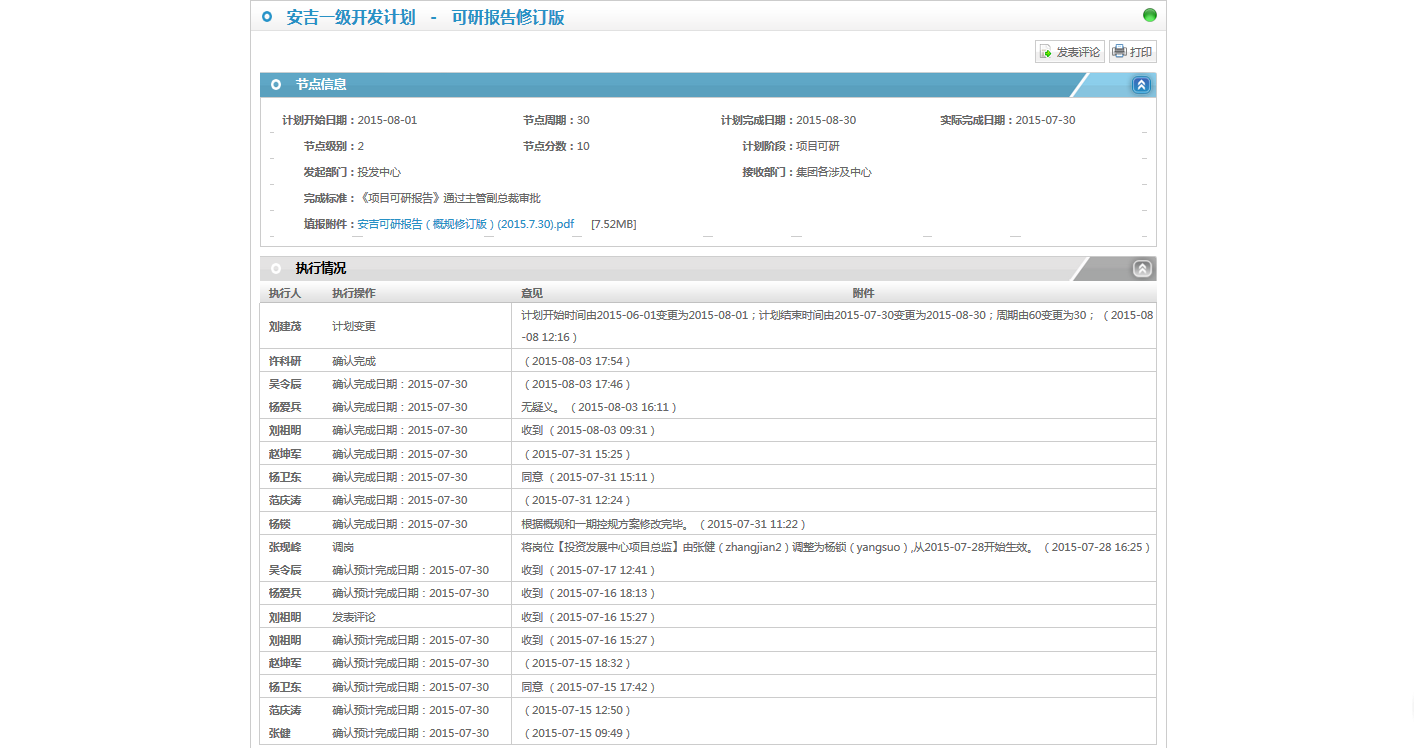 安吉一级开发计划 - 可研报告修订版
发表评论 打印
节点信息
计划开始日期：2015-08-01 节点周期：30 计划完成日期：2015-08-30 实际完成日期：2015-07-30
节点级别：2 节点分数：10 计划阶段：项目可研
发起部门：投发中心 接收部门：集团各涉及中心
完成标准：《项目可研报告》通过主管副总裁审批
填报附件：安吉可研报告（概规修订版）(2015.7.30).pdf [7.52MB]
执行情况
执行人 执行操作 意见 附件
刘建茂 计划变更 计划开始时间由2015-06-01变更为2015-08-01；计划结束时间由2015-07-30变更为2015-08-30；周期由60变更为30；（2015-08
-08 12:16）
许科研 确认完成 （2015-08-03 17:54）
吴令辰 确认完成日期：2015-07-30 （2015-08-03 17:46）
杨爱兵 确认完成日期：2015-07-30 无疑义。（2015-08-03 16:11）
刘祖明 确认完成日期：2015-07-30 收到（2015-08-03 09:31）
赵坤军 确认完成日期：2015-07-30 （2015-07-31 15:25）
杨卫东 确认完成日期：2015-07-30 同意（2015-07-31 15:11）
范庆涛 确认完成日期：2015-07-30 （2015-07-31 12:24）
杨锁 确认完成日期：2015-07-30 根据概规和一期控规方案修改完毕。（2015-07-31 11:22）
张现峰 调岗 将岗位【投资发展中心项目总监】由张健（zhangjian2）调整为杨锁（yangsuo）,从2015-07-28开始生效。（2015-07-28 16:25）
吴令辰 确认预计完成日期：2015-07-30 收到（2015-07-17 12:41）
杨爱兵 确认预计完成日期：2015-07-30 收到（2015-07-16 18:13）
刘祖明 发表评论 收到（2015-07-16 15:27）
刘祖明 确认预计完成日期：2015-07-30 收到（2015-07-16 15:27）
赵坤军 确认预计完成日期：2015-07-30 （2015-07-15 18:32）
杨卫东 确认预计完成日期：2015-07-30 同意（2015-07-15 17:42）
范庆涛 确认预计完成日期：2015-07-30 （2015-07-15 12:50）
张健 确认预计完成日期：2015-07-30 （2015-07-15 09:49）